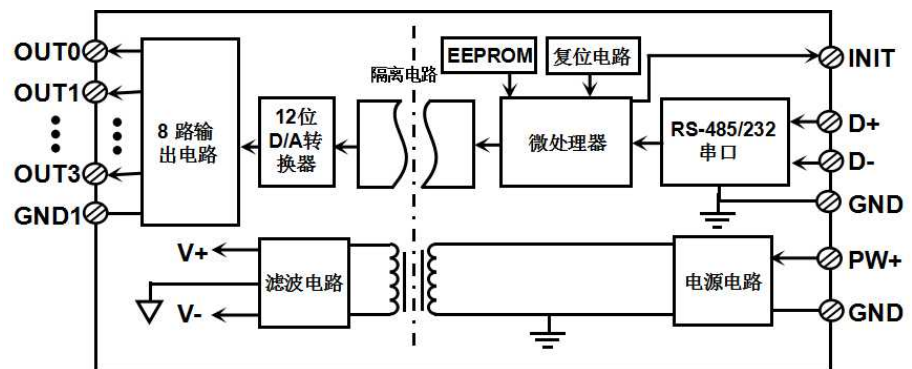 OUT0
OUT1
OUT3
GND1
8 路输
出电路
12位
D/A转
换器
隔离电路
EEPROM
复位电路
微处理器
RS-485/232
串口
INIT
D+
D-
GND
V+
V-
滤波电路
电源电路
PW+
GND